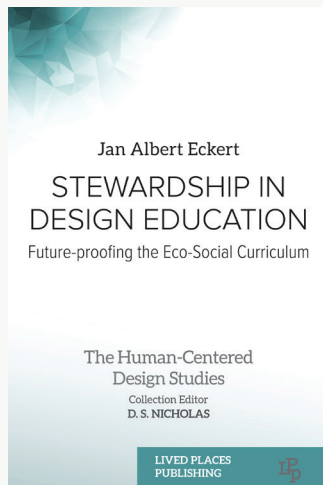 Jan Albert Eckert
STEWARDSHIP IN
DESIGN EDUCATION
Future-proofing the Eco-Social Curriculum
The Human-Centered
Design Studies
Collection Editor
D. S. NICHOLAS
LIVED PLACES
PUBLISHING
LPP